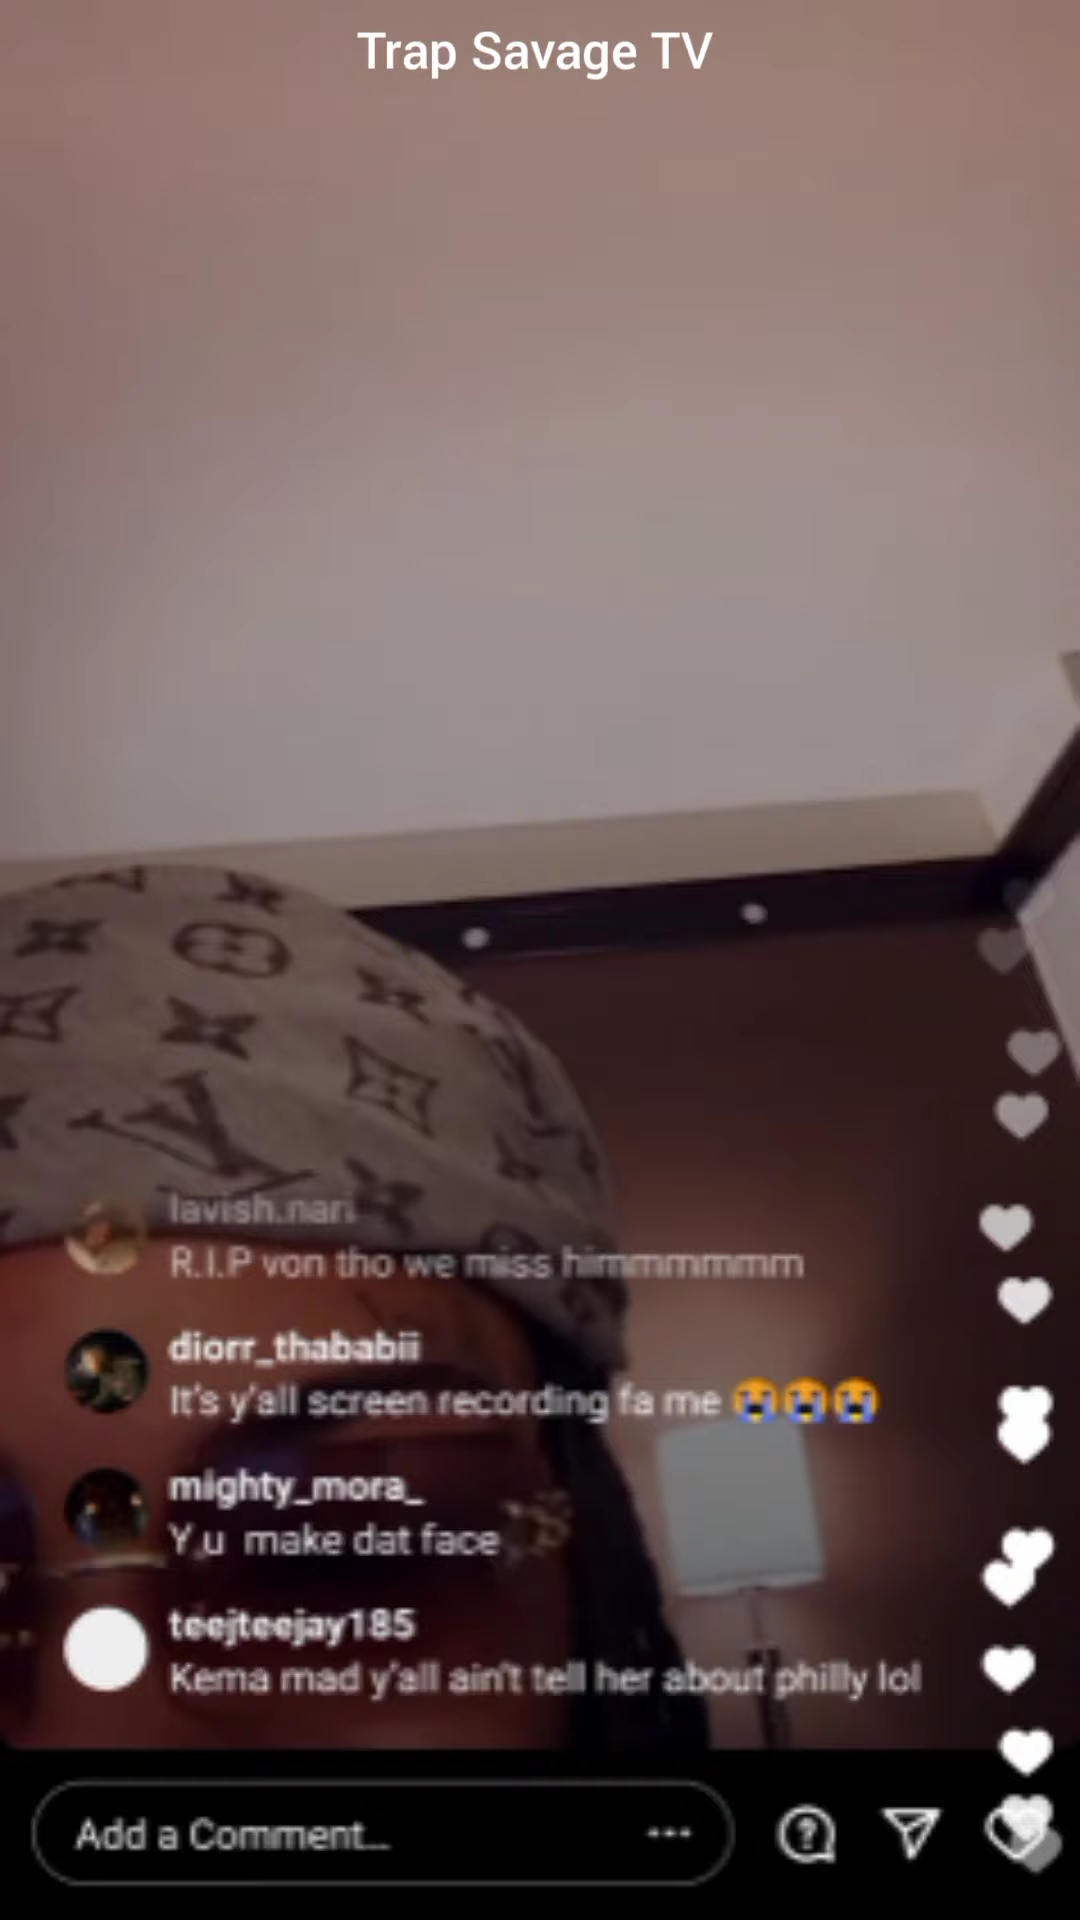 Trap Savage TV
lavish.nari
R.I.P von tho we miss himmmmmm
diorr_thababii
It's y'all screen recording fa me 😭😭😭
mighty_mora_
Y.u make dat face
teejteejay185
Kema mad y'all ain't tell her about philly lol
Add a Comment...